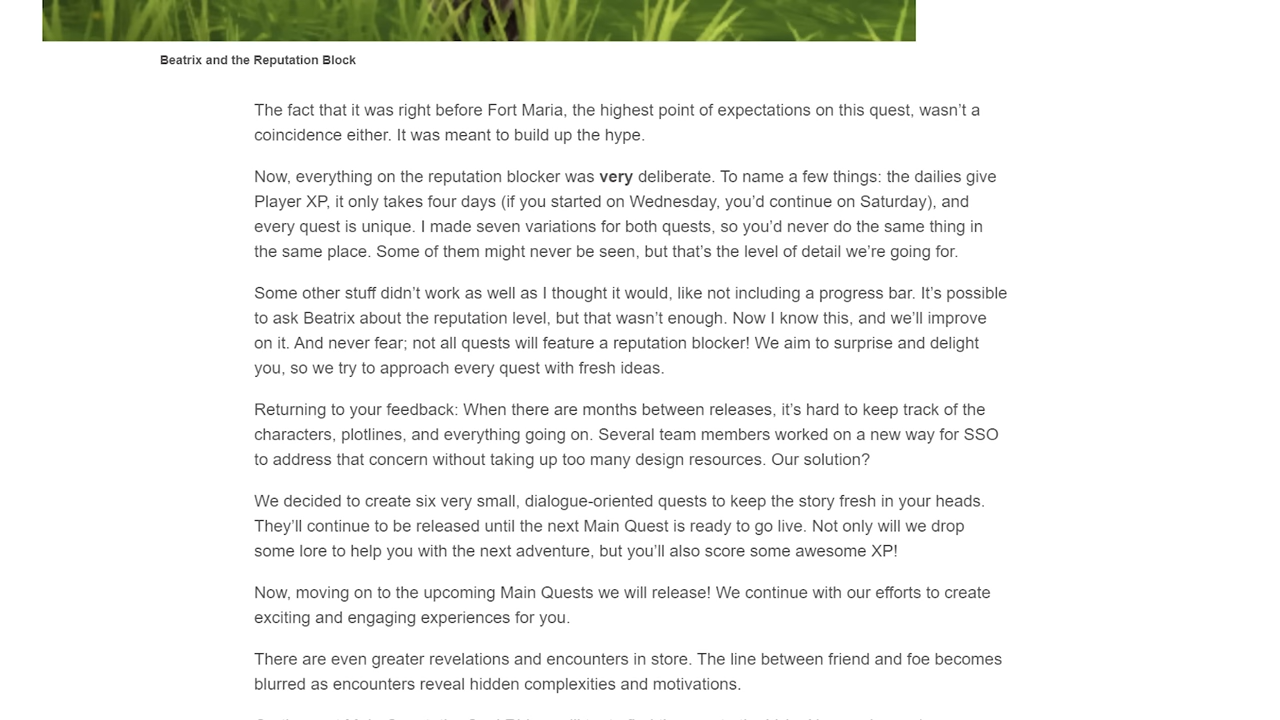 Beatrix and the Reputation Block
The fact that it was right before Fort Maria, the highest point of expectations on this quest, wasn’t a
coincidence either. It was meant to build up the hype.
Now, everything on the reputation blocker was very deliberate. To name a few things: the dailies give
Player XP, it only takes four days (if you started on Wednesday, you’d continue on Saturday), and
every quest is unique. I made seven variations for both quests, so you’d never do the same thing in
the same place. Some of them might never be seen, but that’s the level of detail we’re going for.
Some other stuff didn’t work as well as I thought it would, like not including a progress bar. It’s possible
to ask Beatrix about the reputation level, but that wasn’t enough. Now I know this, and we’ll improve
on it. And never fear; not all quests will feature a reputation blocker! We aim to surprise and delight
you, so we try to approach every quest with fresh ideas.
Returning to your feedback: When there are months between releases, it’s hard to keep track of the
characters, plotlines, and everything going on. Several team members worked on a new way for SSO
to address that concern without taking up too many design resources. Our solution?
We decided to create six very small, dialogue-oriented quests to keep the story fresh in your heads.
They’ll continue to be released until the next Main Quest is ready to go live. Not only will we drop
some lore to help you with the next adventure, but you’ll also score some awesome XP!
Now, moving on to the upcoming Main Quests we will release! We continue with our efforts to create
exciting and engaging experiences for you.
There are even greater revelations and encounters in store. The line between friend and foe becomes
blurred as encounters reveal hidden complexities and motivations.